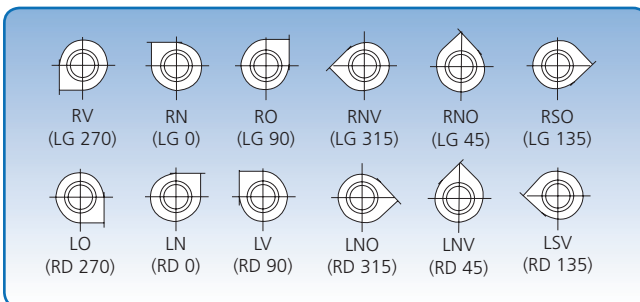 RV RN RO RNV RNO RSO
(LG 270) (LG 0) (LG 90) (LG 315) (LG 45) (LG 135)
LO LN LV LNO LNV LSV
(RD 270) (RD 0) (RD 90) (RD 315) (RD 45) (RD 135)